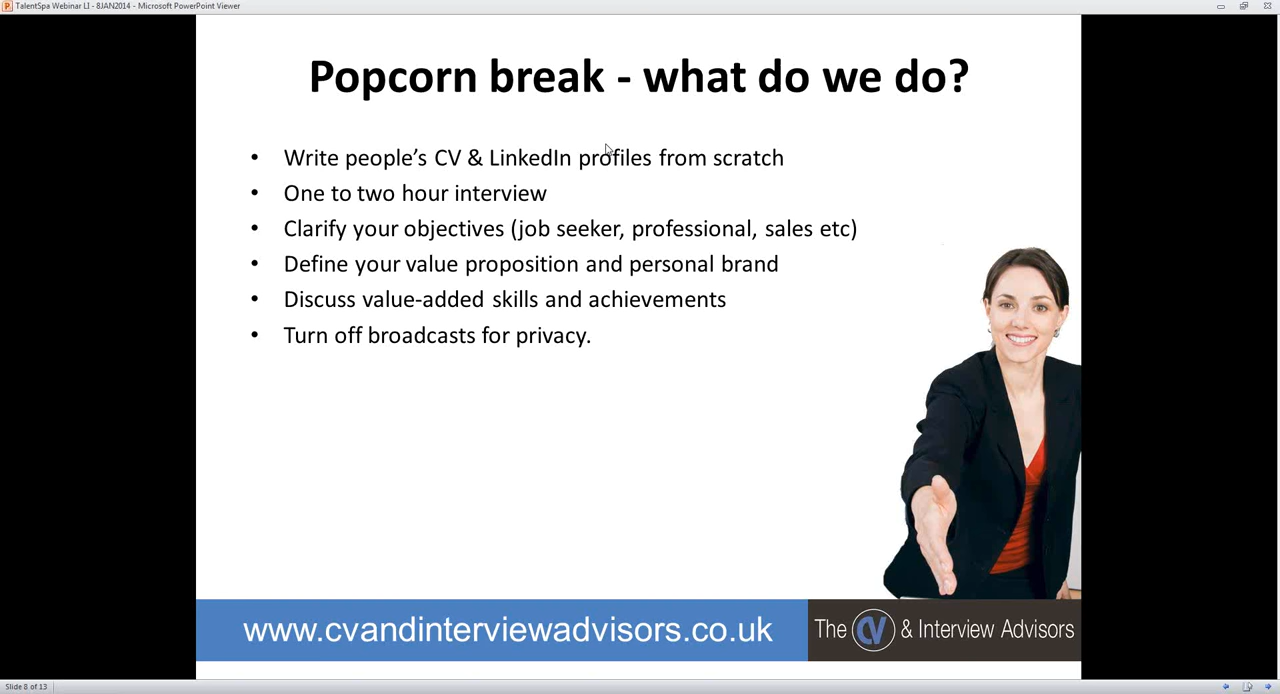 TalentSpa Webinar LI - 8JAN2014 - Microsoft PowerPoint Viewer
Popcorn break - what do we do?
• Write people’s CV & LinkedIn profiles from scratch
• One to two hour interview
• Clarify your objectives (job seeker, professional, sales etc)
• Define your value proposition and personal brand
• Discuss value-added skills and achievements
• Turn off broadcasts for privacy.
www.cvandinterviewadvisors.co.uk
The CV & Interview Advisors
Slide 8 of 13